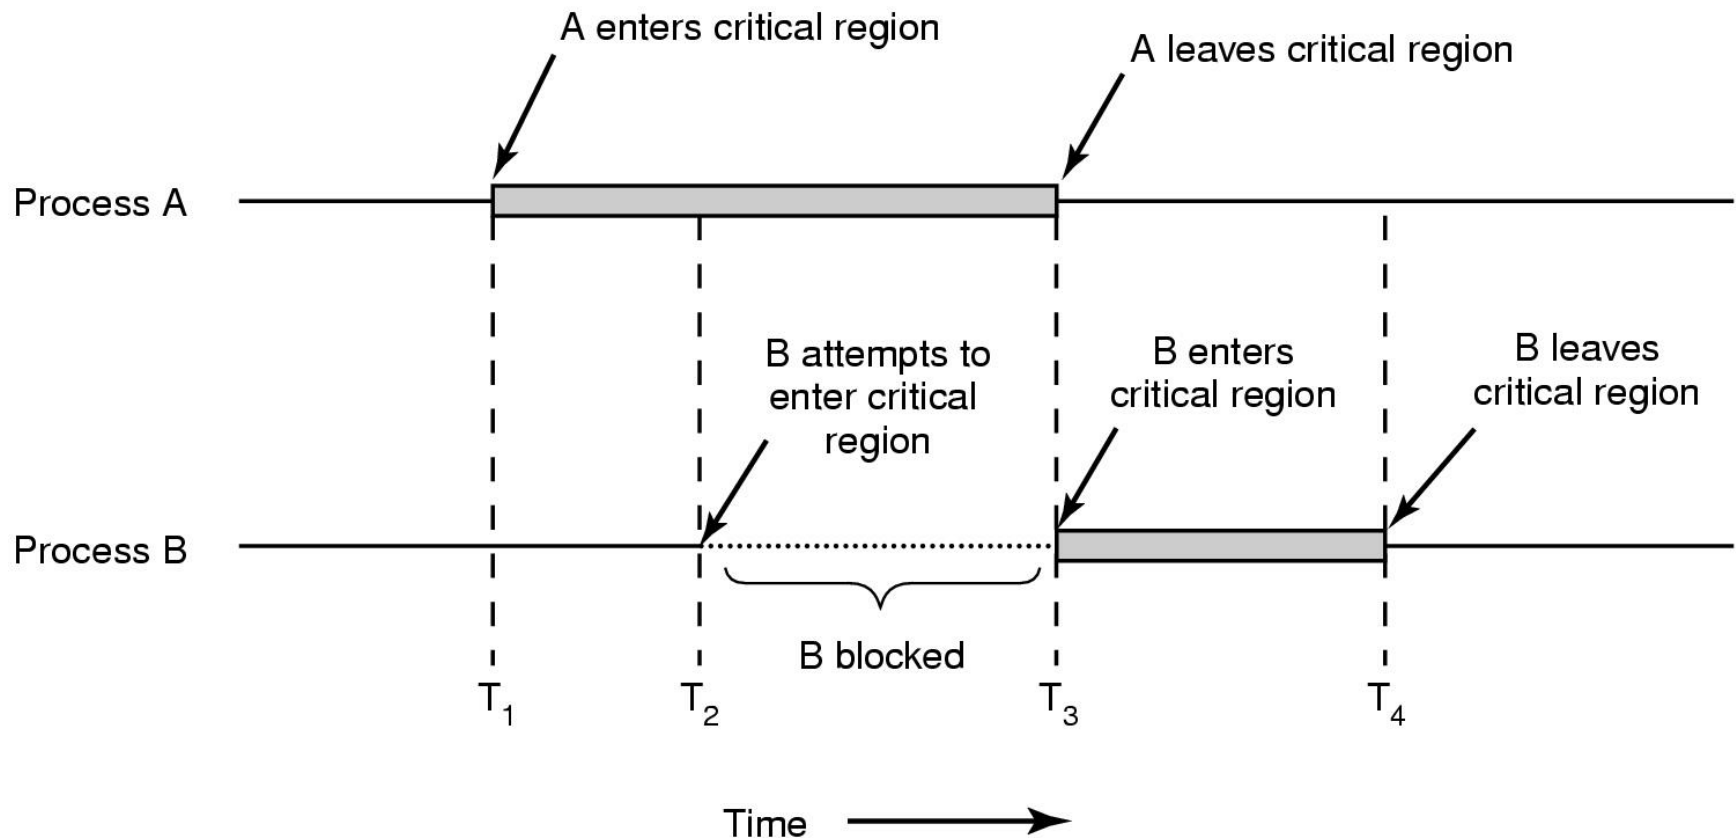 A enters critical region
A leaves critical region
Process A
B attempts to
enter critical
region
B enters
critical region
B leaves
critical region
Process B
B blocked
T1
T2
T3
T4
Time